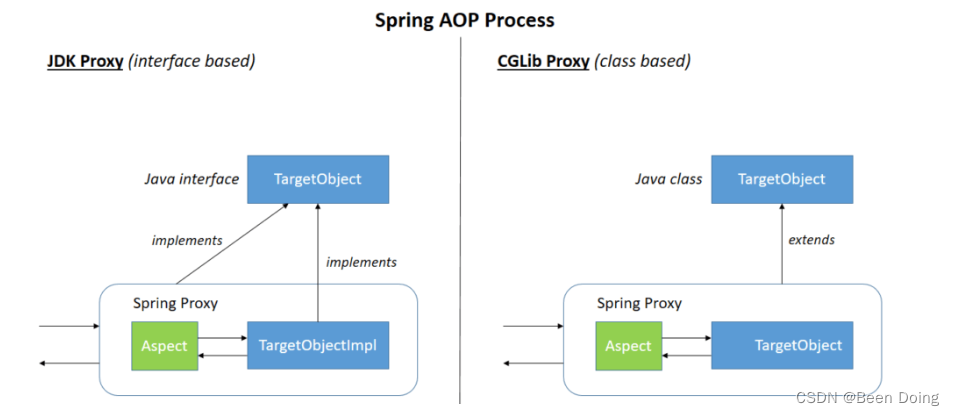 Spring AOP Process
JDK Proxy (interface based)
Java interface
TargetObject
implements
implements
Spring Proxy
Aspect
TargetObjectImpl
CGLib Proxy (class based)
Java class
TargetObject
extends
Spring Proxy
Aspect
TargetObject
CSDN @Been Doing